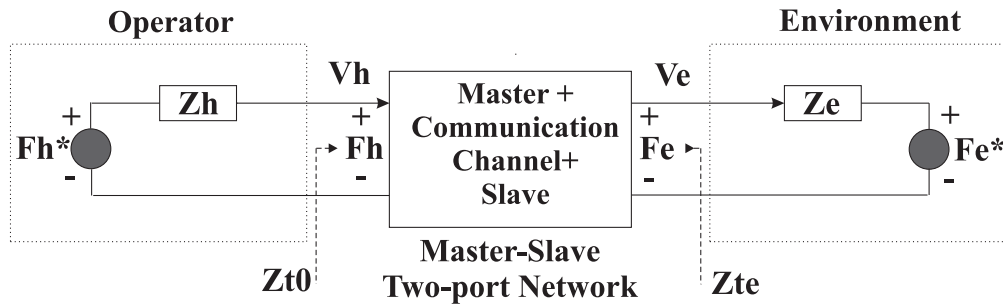 Operator
Environment
Vh
Ve
Zh
Ze
Master +
Communication
Channel+
Slave
+
+
+
+
Fh*
Fh
Fe
Fe*
-
-
-
-
Zt0
Master-Slave
Two-port Network
Zte